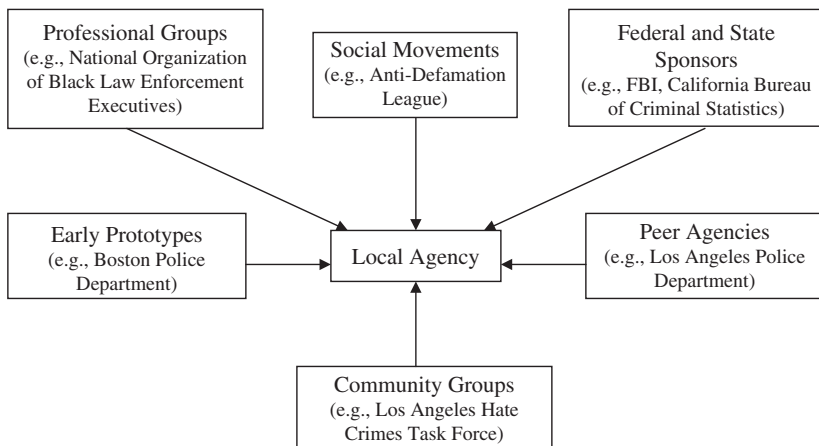 Professional Groups
(e.g., National Organization
of Black Law Enforcement
Executives)
Social Movements
(e.g., Anti-Defamation
League)
Federal and State
Sponsors
(e.g., FBI, California Bureau
of Criminal Statistics)
Early Prototypes
(e.g., Boston Police
Department)
Local Agency
Peer Agencies
(e.g., Los Angeles Police
Department)
Community Groups
(e.g., Los Angeles Hate
Crimes Task Force)